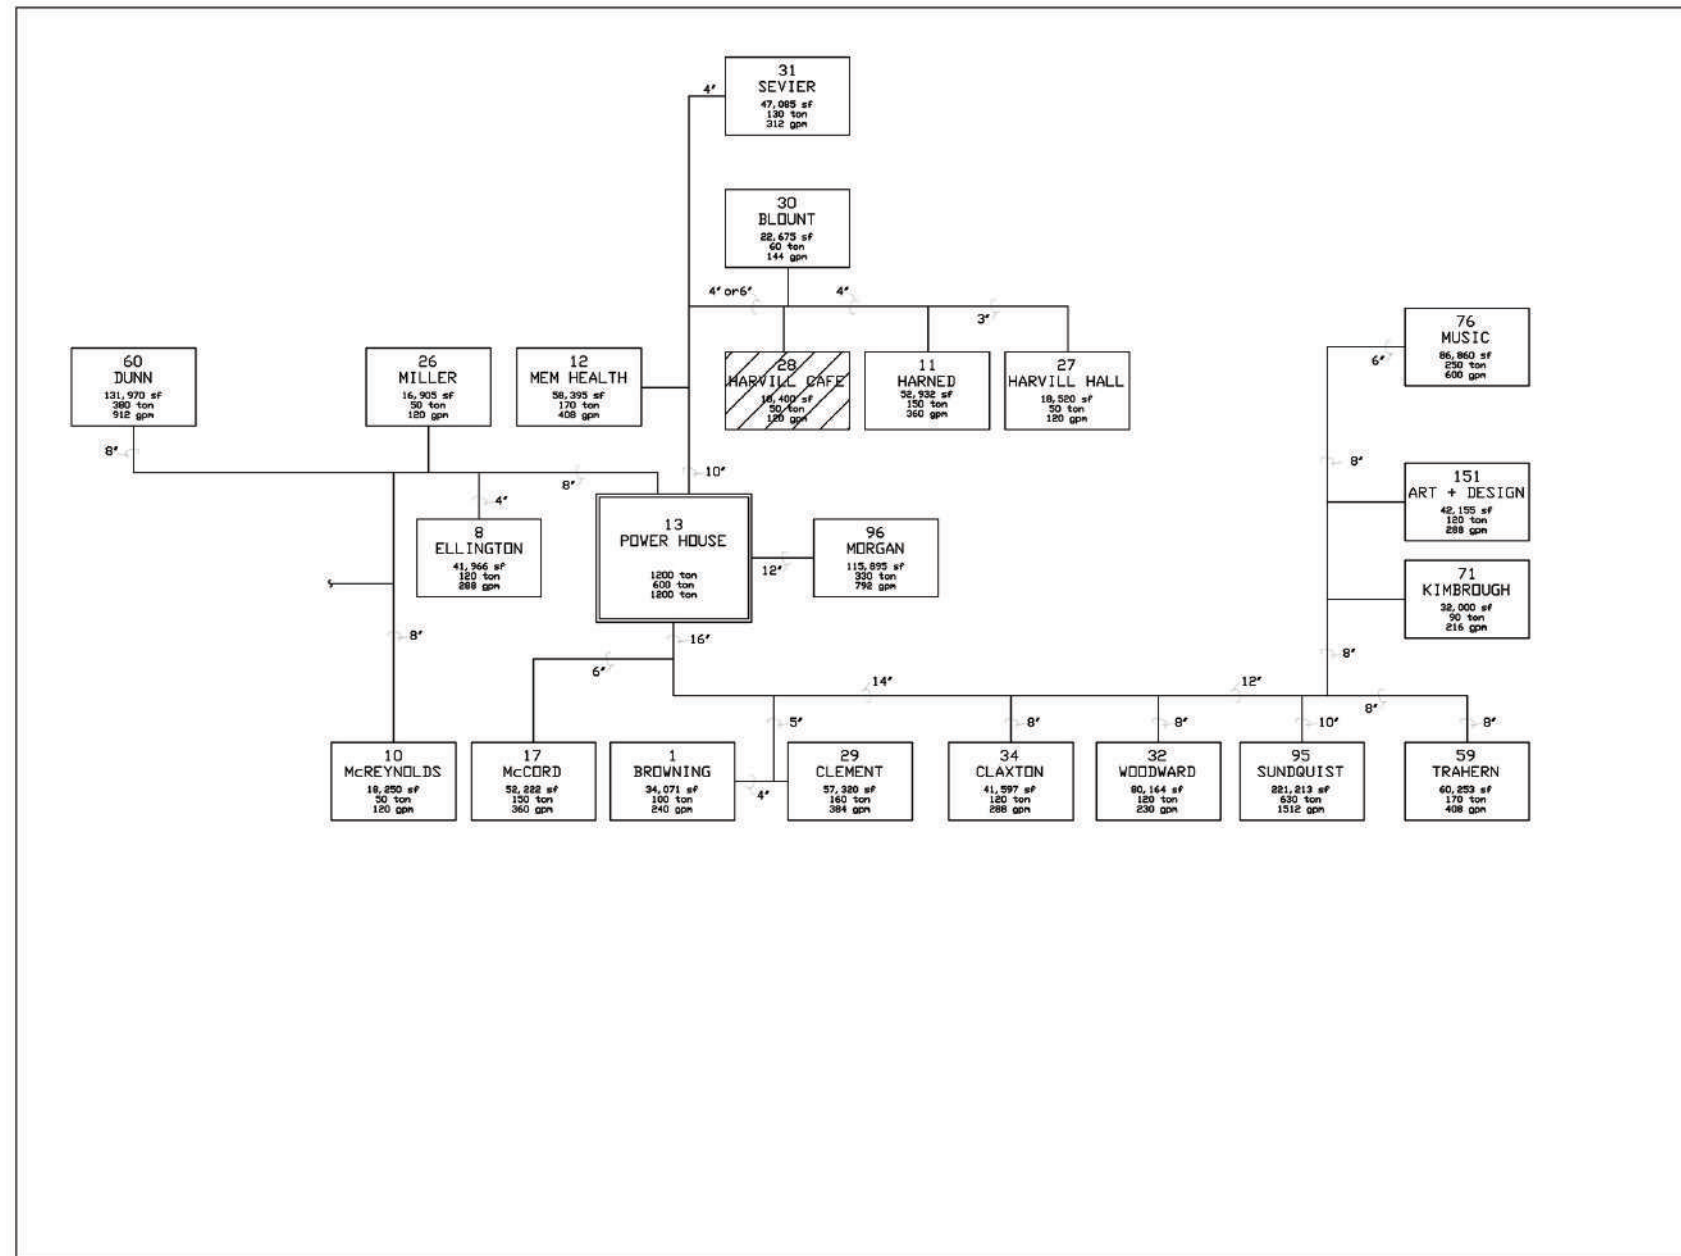 31
SEVIER
47,085 sf
130 ton
312 gpm
4"
30
BLOUNT
22,675 sf
60 ton
144 gpm
4" or6"
4"
3"
60
DUNN
131,970 sf
380 ton
912 gpm
26
MILLER
16,905 sf
50 ton
120 gpm
12
MEM HEALTH
58,395 sf
170 ton
408 gpm
28
HARVILL CAFE
18,400 sf
50 ton
120 gpm
11
HARNED
52,932 sf
150 ton
360 gpm
27
HARVILL HALL
18,520 sf
50 ton
120 gpm
76
MUSIC
86,860 sf
250 ton
600 gpm
6"
8"
8"
4"
10"
8"
151
ART + DESIGN
42,155 sf
120 ton
288 gpm
8
ELLINGTON
41,966 sf
120 ton
288 gpm
13
POWER HOUSE
1200 ton
600 ton
1200 ton
12"
96
MORGAN
115,895 sf
330 ton
792 gpm
71
KIMBROUGH
32,000 sf
90 ton
216 gpm
8"
16"
6"
8"
14"
12"
8"
5"
8"
8"
10"
8"
10
McREYNOLDS
18,250 sf
50 ton
120 gpm
17
McCORD
52,222 sf
150 ton
360 gpm
1
BROWNING
34,071 sf
100 ton
240 gpm
4"
29
CLEMENT
57,320 sf
160 ton
384 gpm
34
CLAXTON
41,597 sf
120 ton
288 gpm
32
WOODWARD
80,164 sf
120 ton
230 gpm
95
SUNDQUIST
221,213 sf
630 ton
1512 gpm
59
TRAHERN
60,253 sf
170 ton
408 gpm